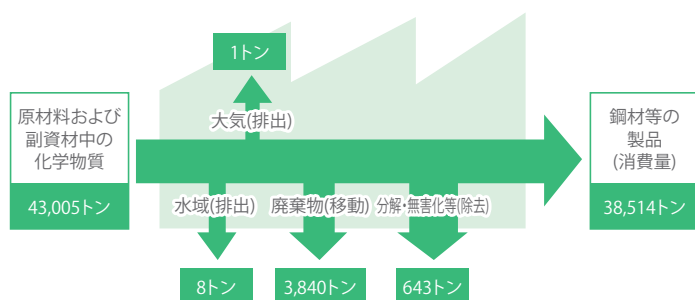 1トン
大気(排出)
原材料および
副資材中の
化学物質
43,005トン
鋼材等の
製品
(消費量)
38,514トン
水域(排出)
廃棄物(移動)
分解・無害化等(除去)
8トン
3,840トン
643トン